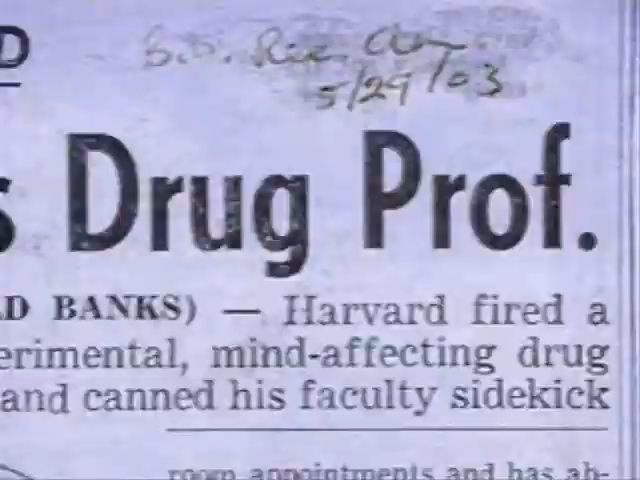 D
5/29/03
s Drug Prof.
D BANKS) — Harvard fired a
erimental, mind-affecting drug
and canned his faculty sidekick
room appointments and has ab-